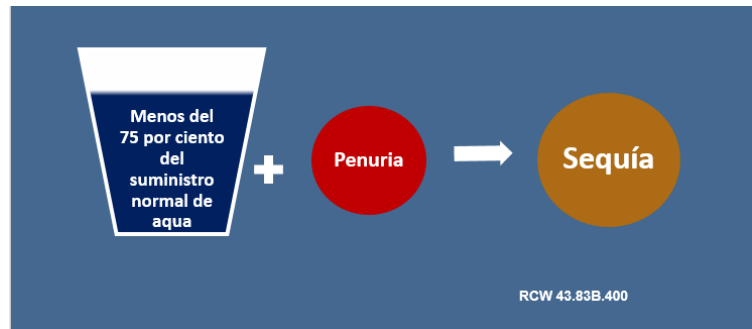 Menos del
75 por ciento
del
suministro
normal de
aqua
Penuria
Sequía
RCW 43.83B.400